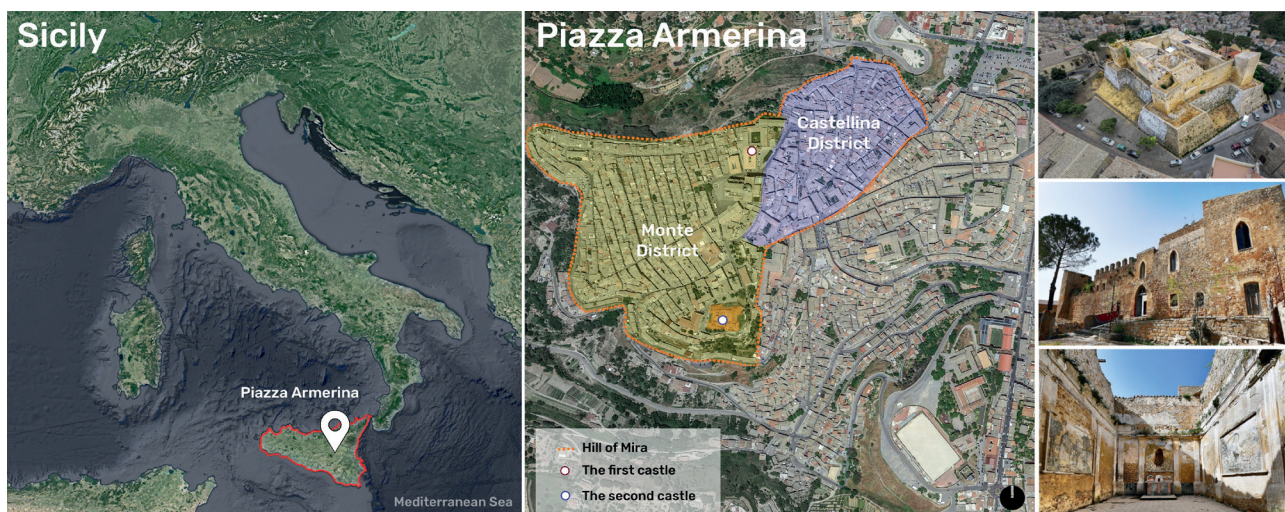 Sicily
Piazza Armerina
Mediterranean Sea
Piazza Armerina
Castellina
District
Monte
District
Hill of Mira
The first castle
The second castle